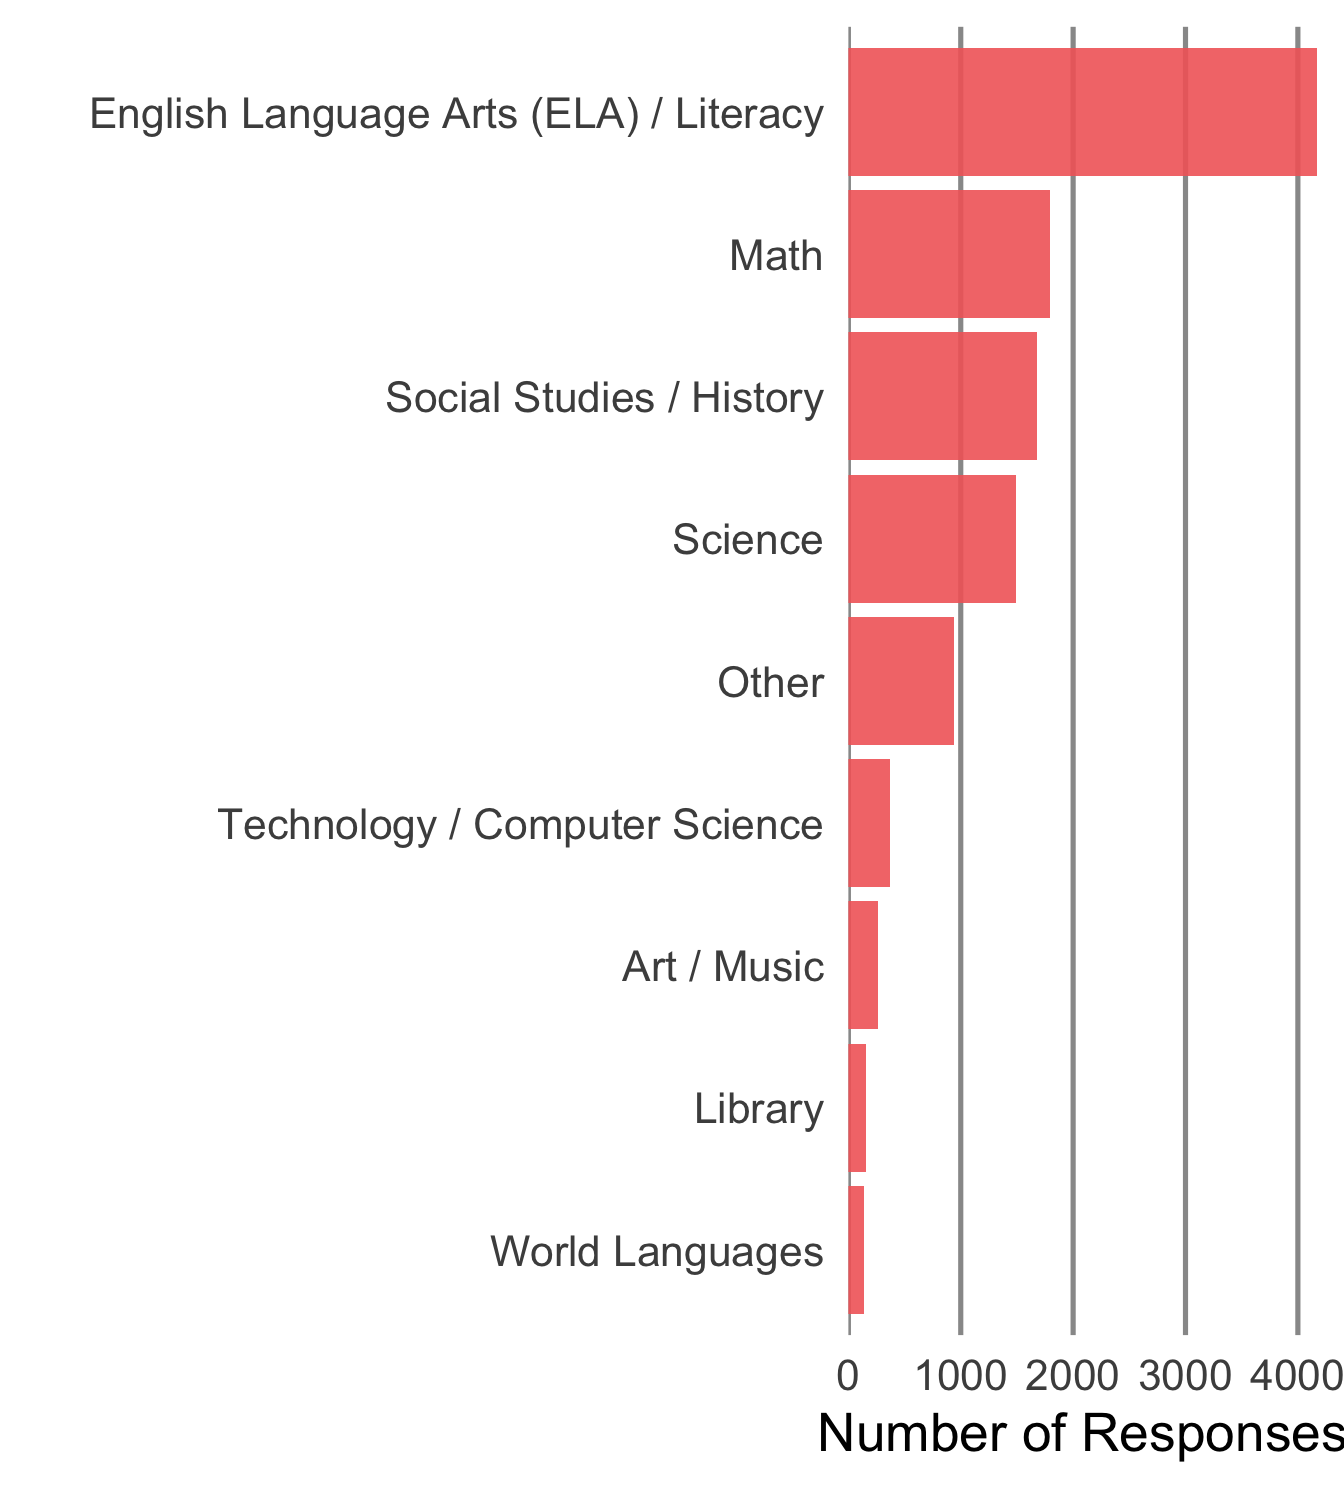 English Language Arts (ELA) / Literacy
Math
Social Studies / History
Science
Other
Technology / Computer Science
Art / Music
Library
World Languages
0 1000 2000 3000 4000
Number of Responses